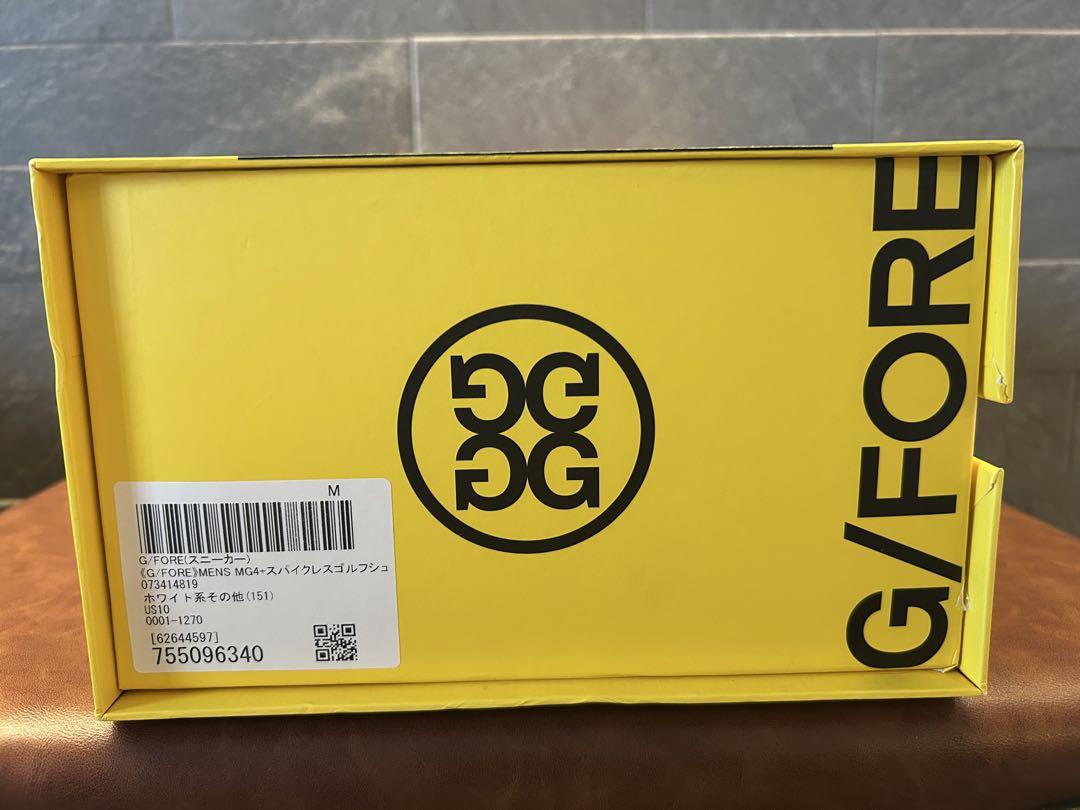 G/FORE
M
G/FORE(スニーカー)
《G/FORE》MENS MG4+スパイクレスゴルフシュ
073414819
ホワイト系その他(151)
US10
0001-1270
[62644597]
755096340